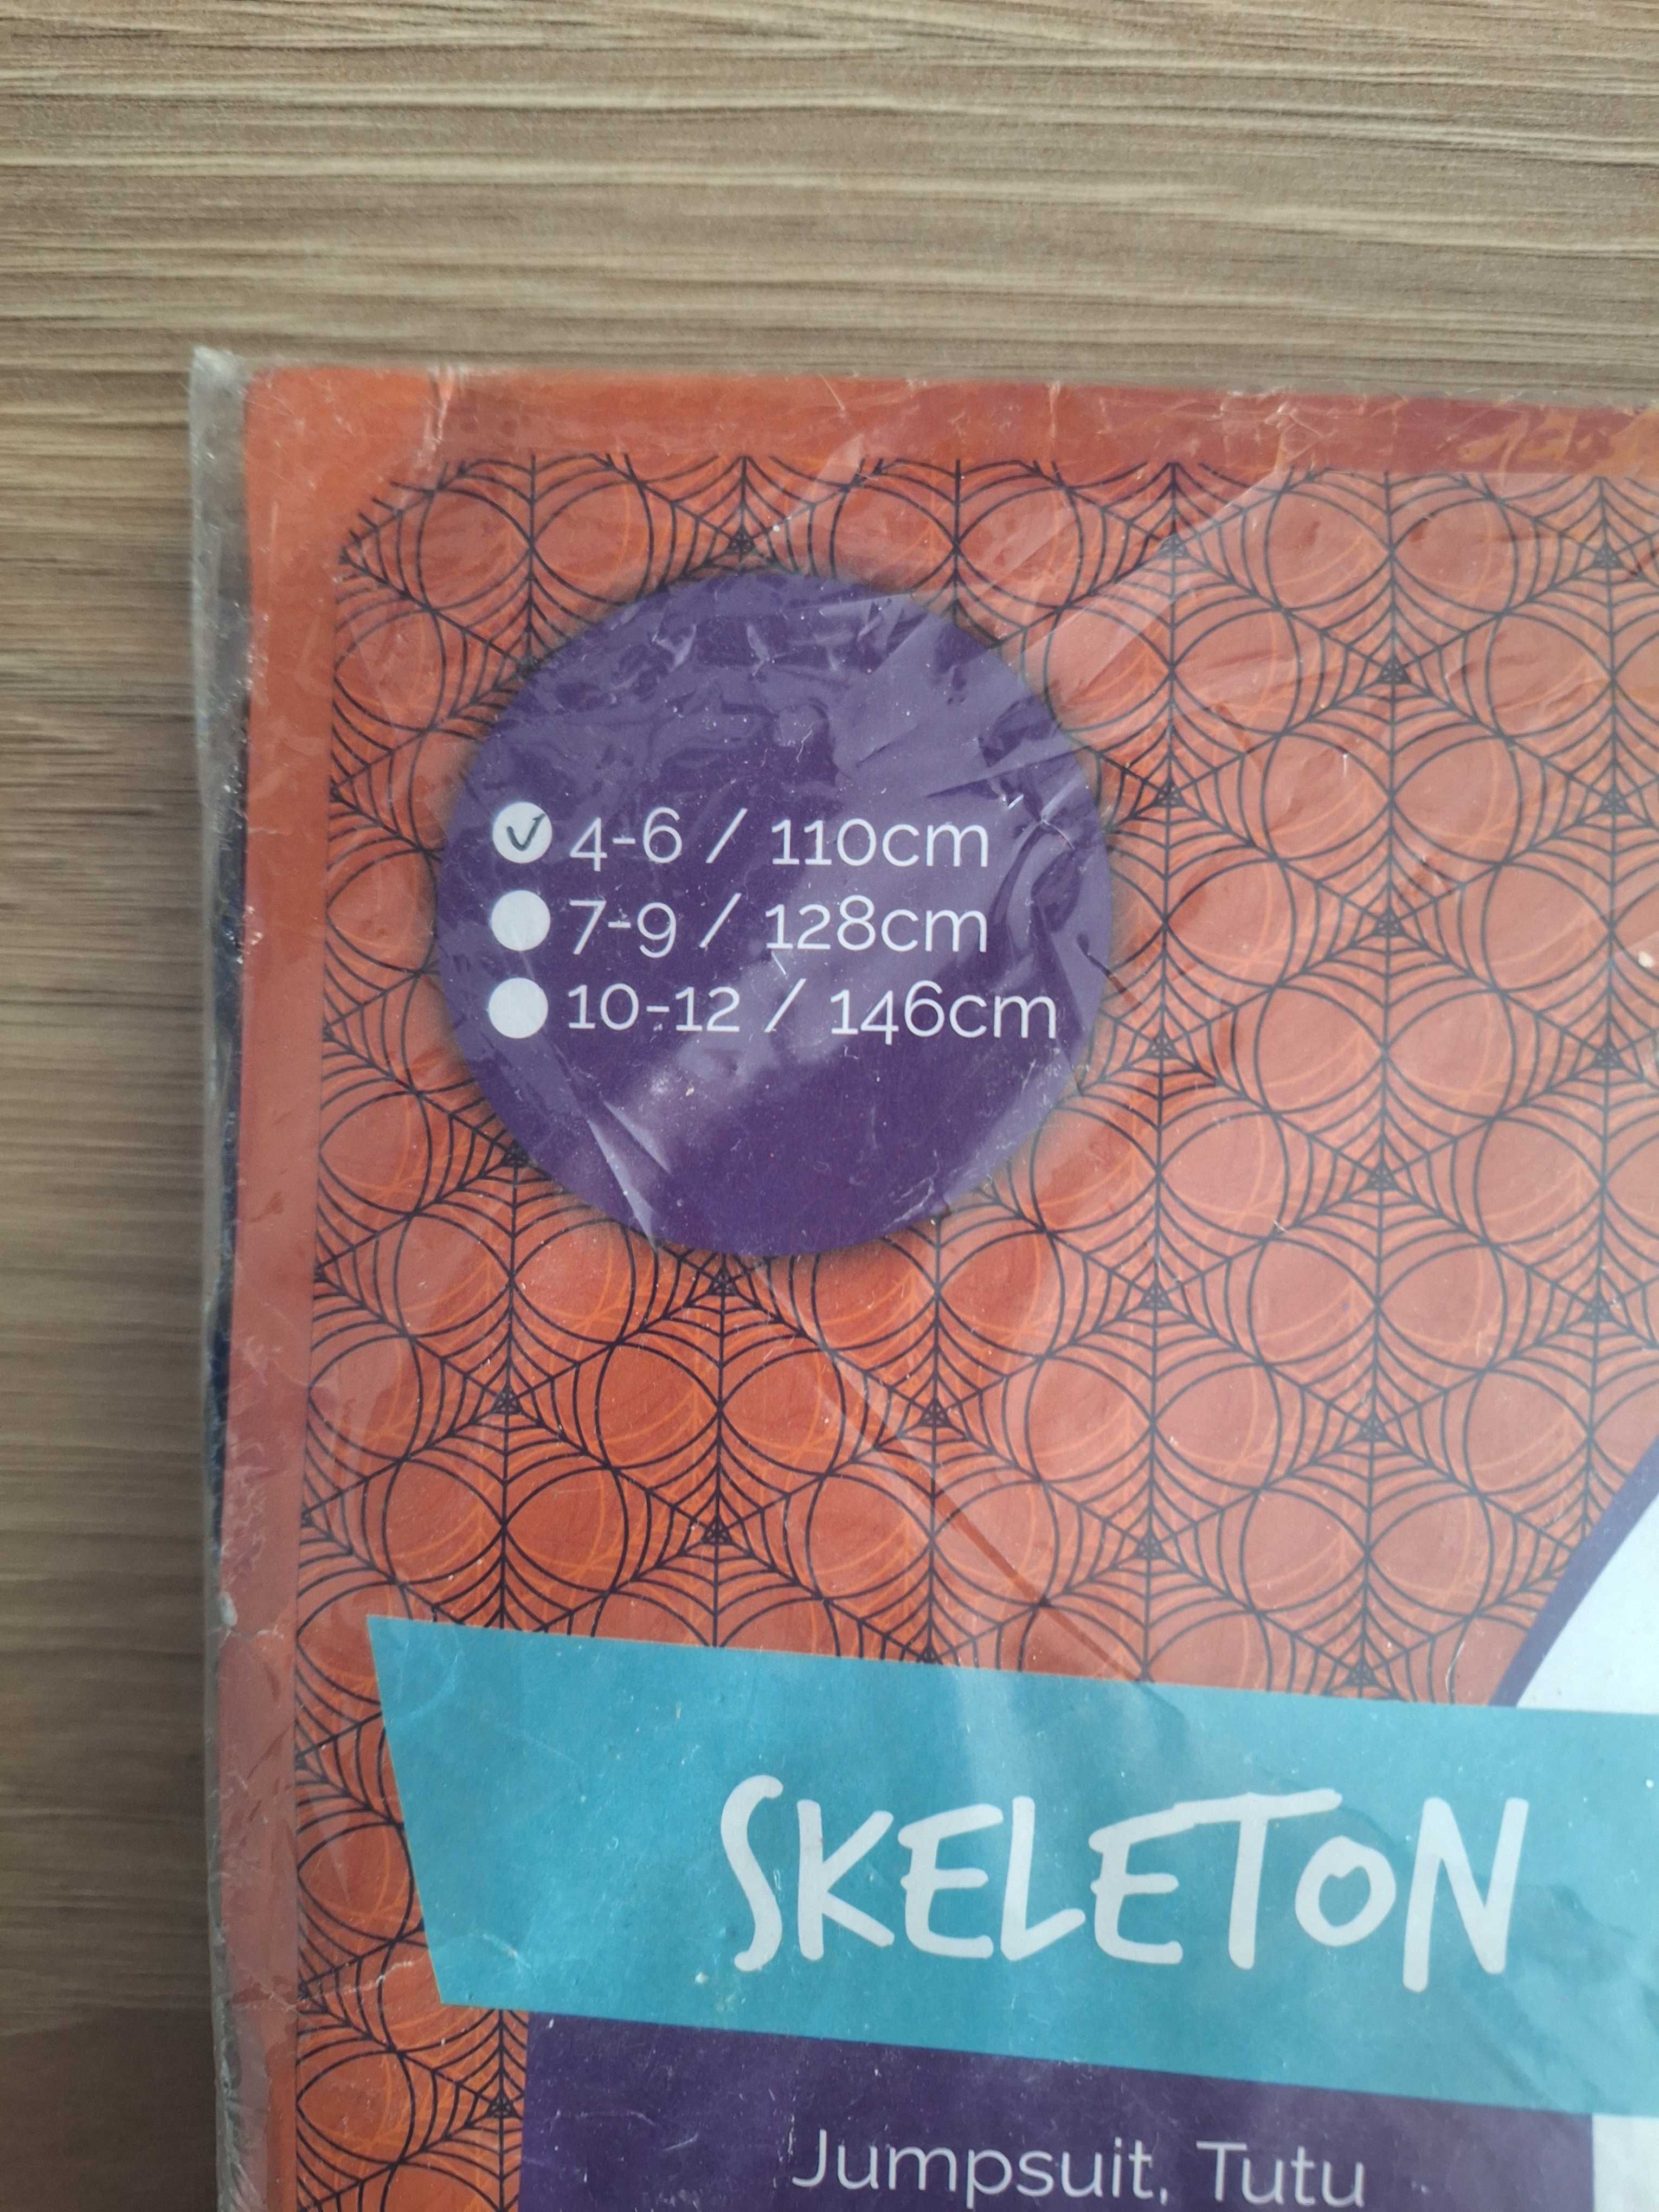 4-6 / 110cm
7-9 / 128cm
10-12 / 146cm
SKELETON
Jumpsuit, Tutu